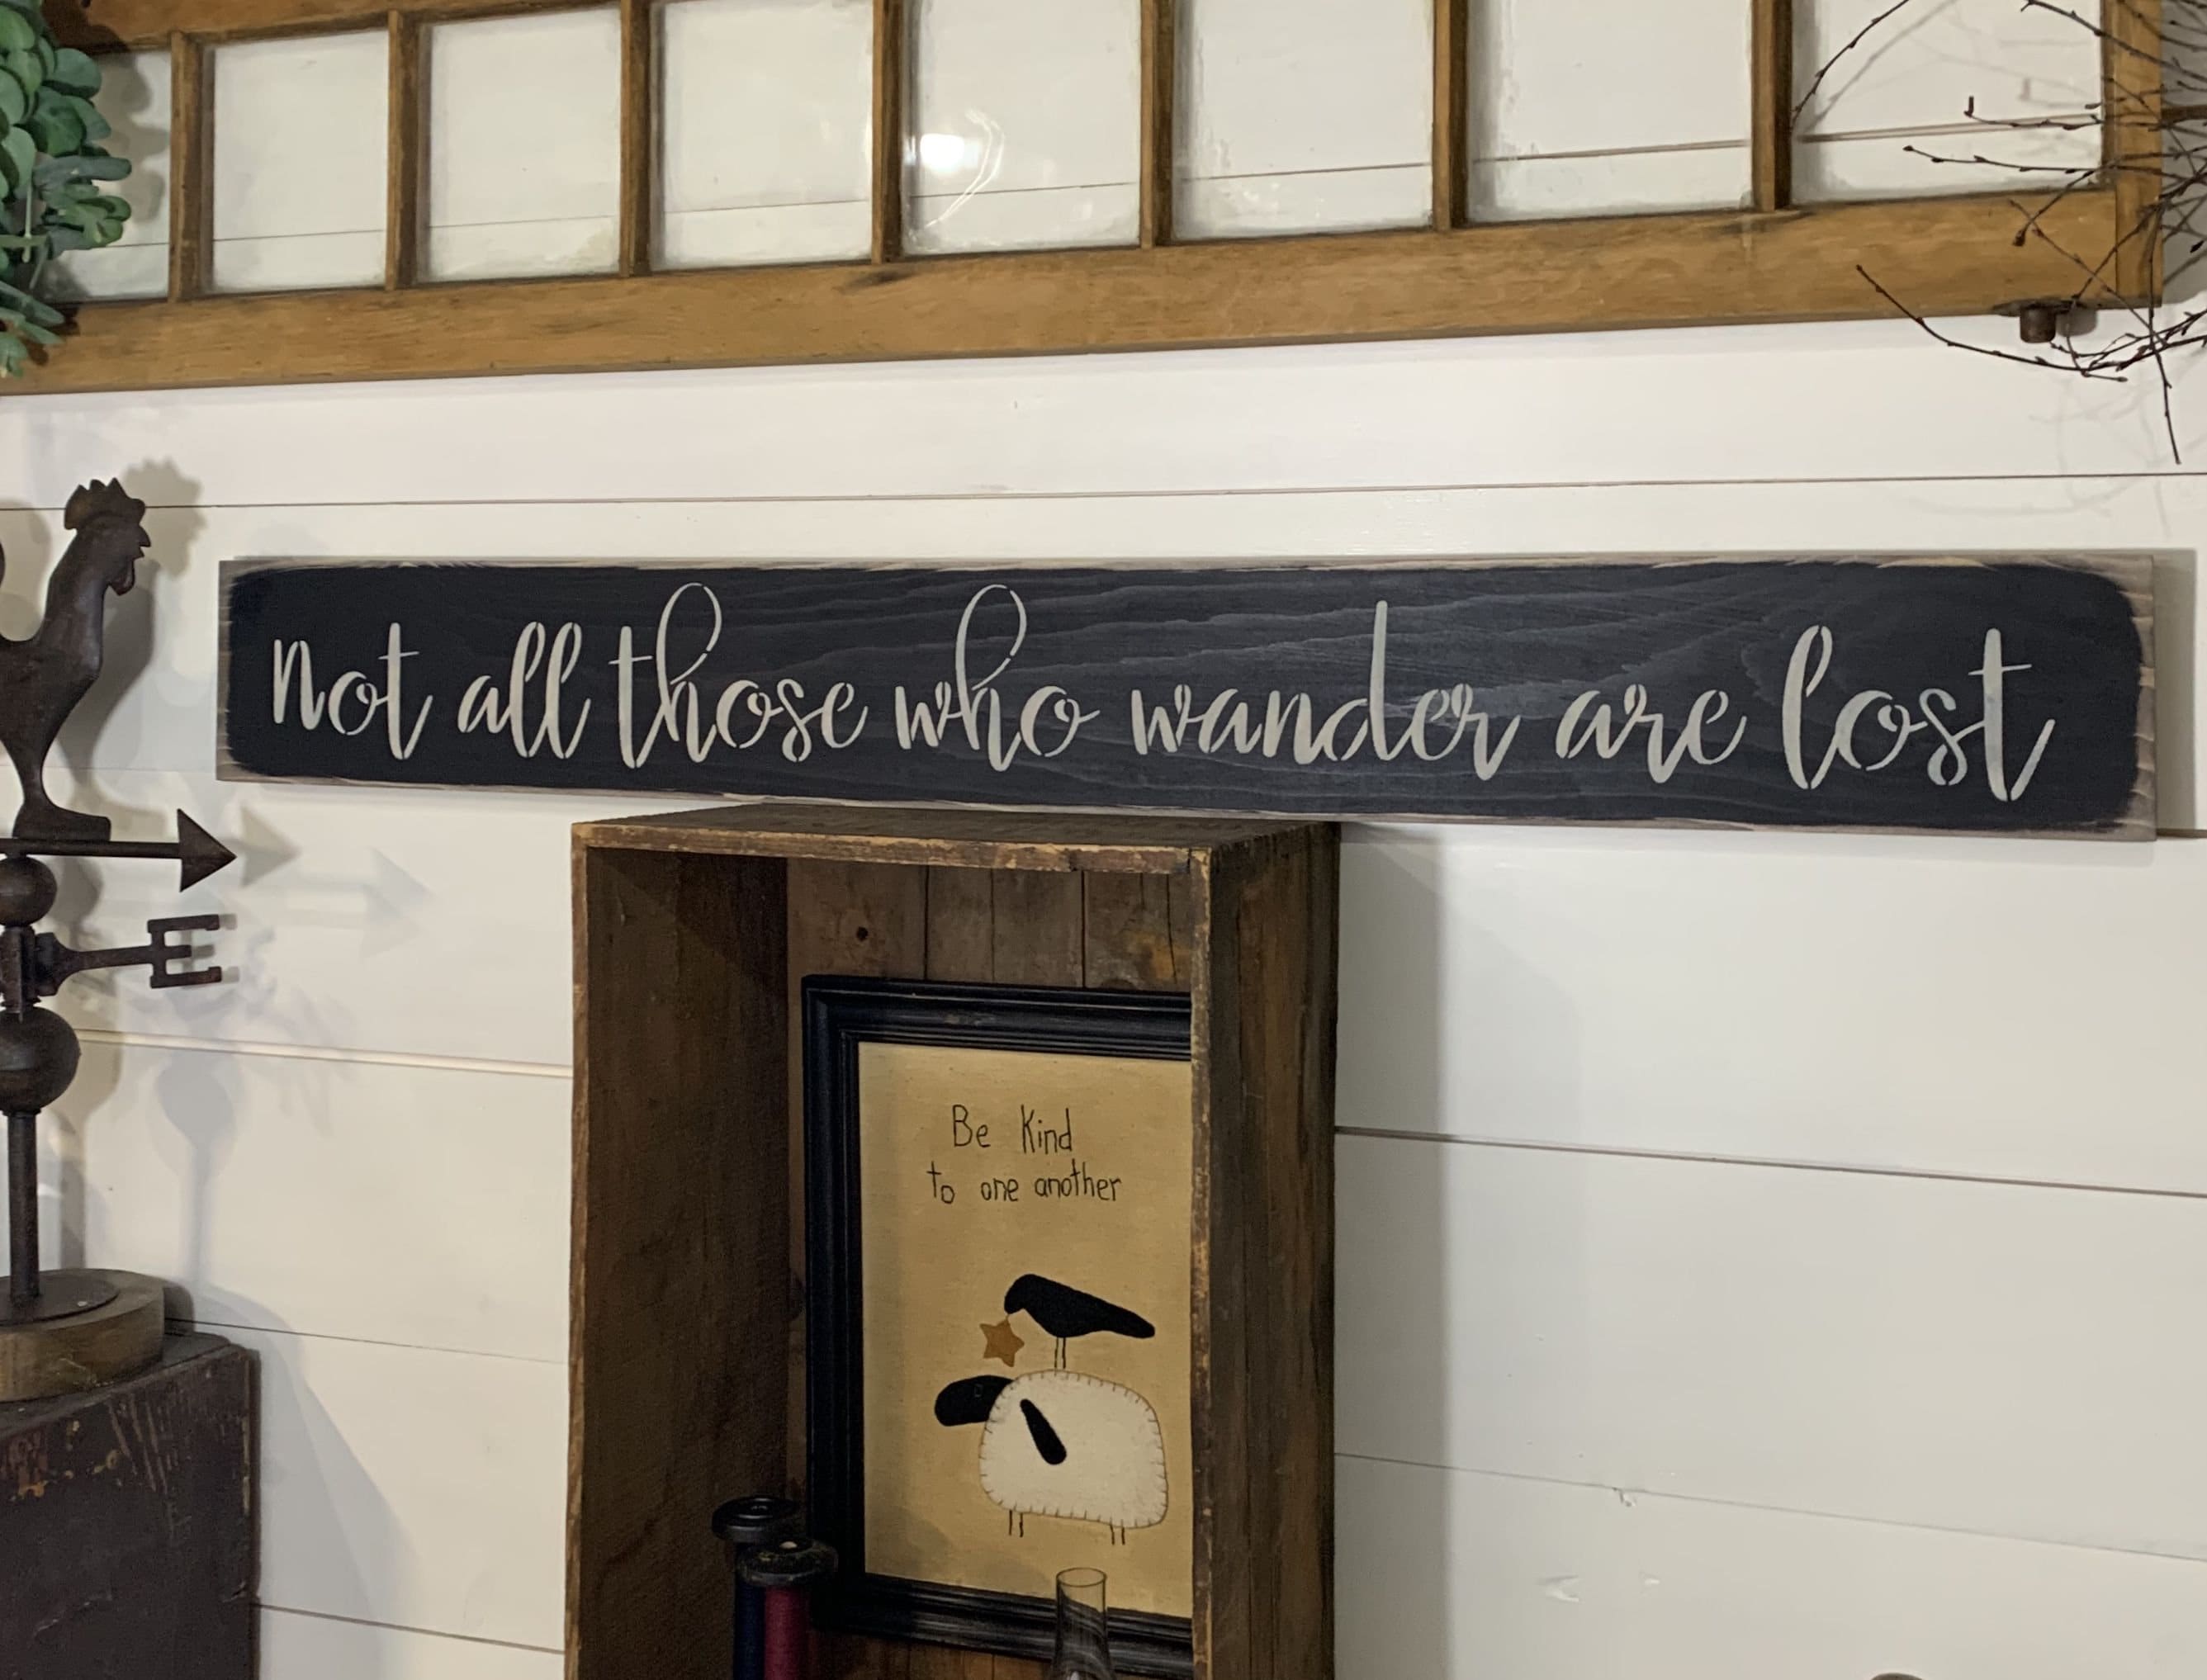 Not all those who wander are lost
E
Be Kind
to one another